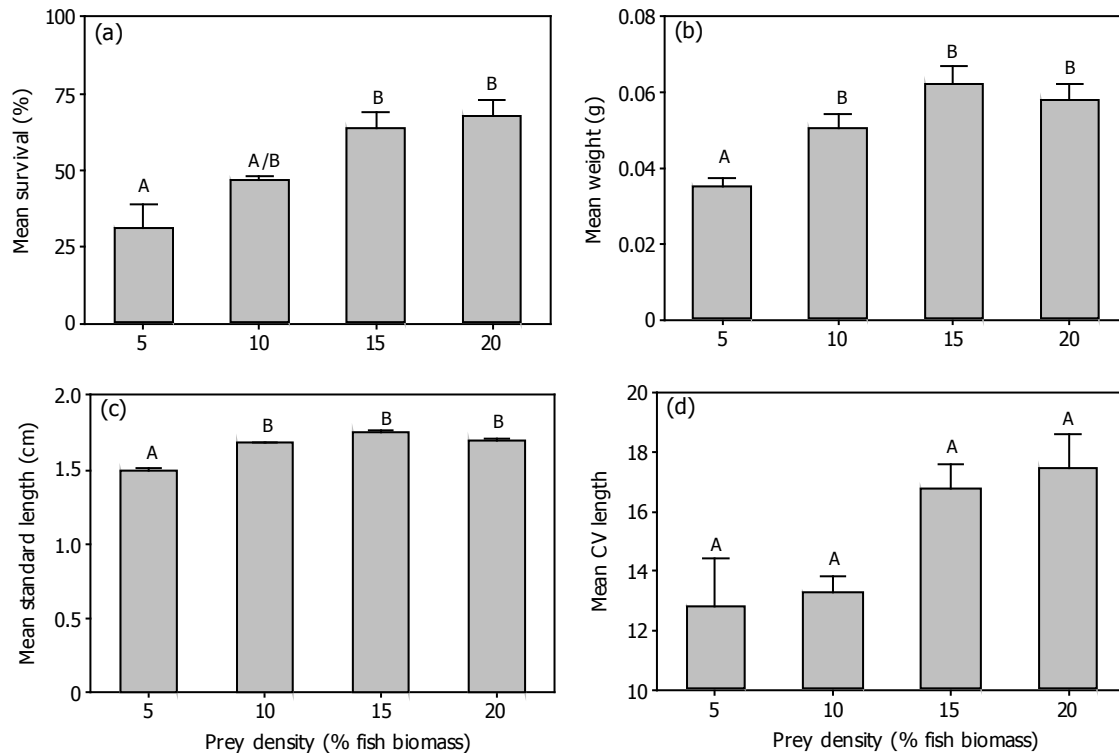 (a)
Mean survival (%)
100
75
50
25
0
A
A/B
B
B
5 10 15 20
(b)
Mean weight (g)
0.08
0.06
0.04
0.02
0
A
B
B
B
5 10 15 20
(c)
Mean standard length (cm)
2.0
1.5
1.0
0.5
0
A
B
B
B
5 10 15 20
Prey density (% fish biomass)
(d)
Mean CV length
20
18
16
14
12
10
A
A
A
A
5 10 15 20
Prey density (% fish biomass)